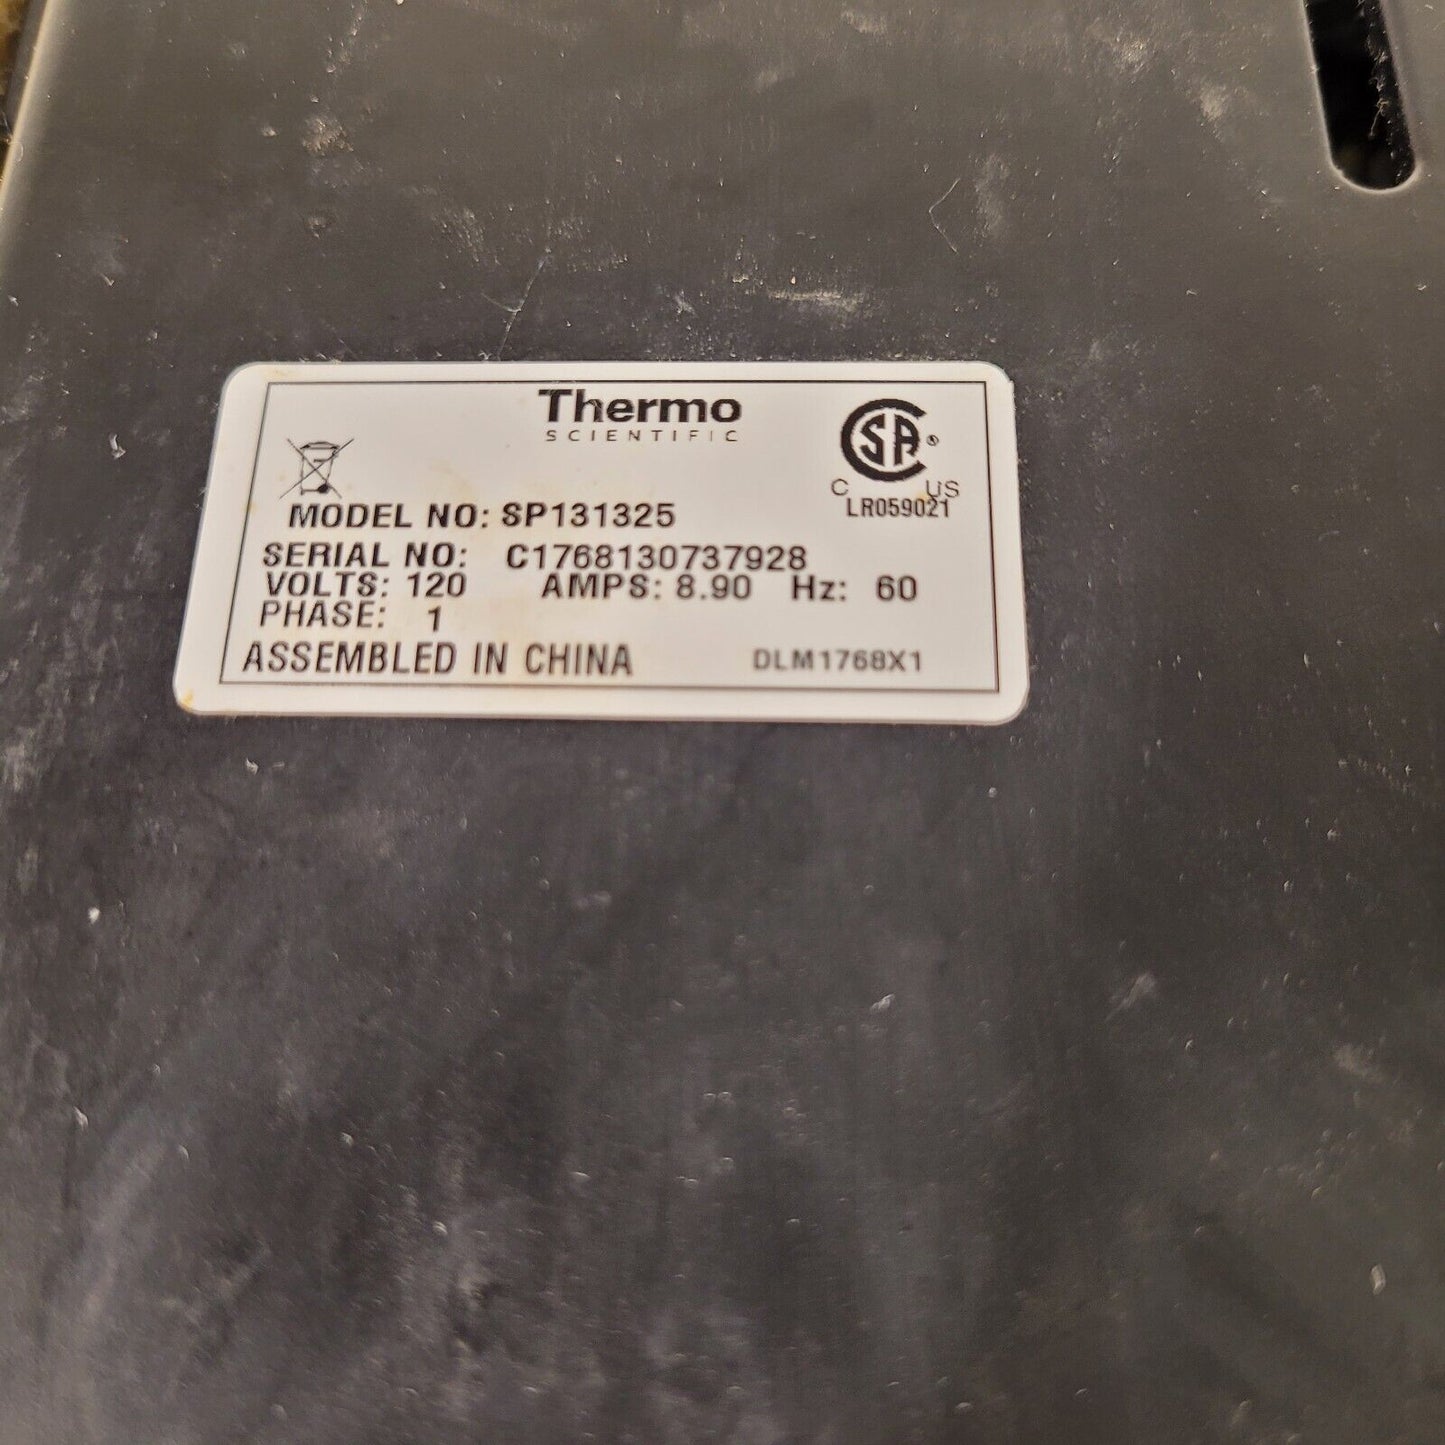 Thermo
SCIENTIFIC
CSA®
C US
LR059021
MODEL NO: SP131325
SERIAL NO: C1768130737928
VOLTS: 120 AMPS: 8.90 Hz: 60
PHASE: 1
ASSEMBLED IN CHINA DLM1768X1